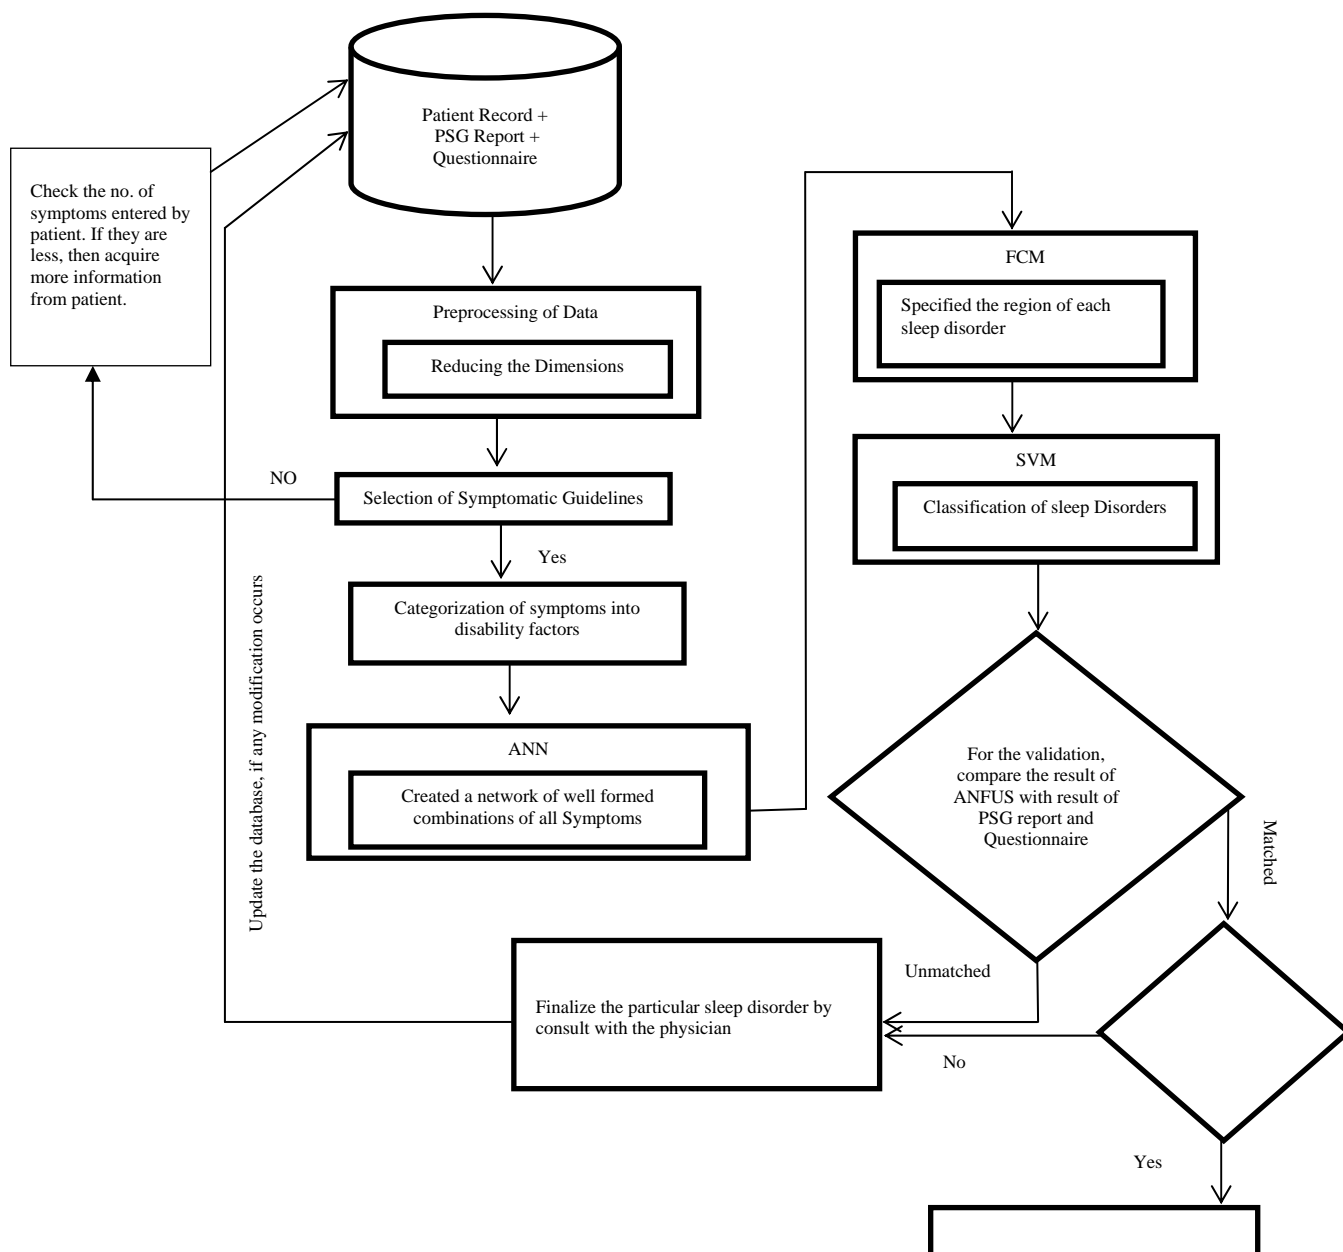 Patient Record +
PSG Report +
Questionnaire
Check the no. of
symptoms entered by
patient. If they are
less, then acquire
more information
from patient.
Preprocessing of Data
Reducing the Dimensions
NO
Selection of Symptomatic Guidelines
Yes
Categorization of symptoms into
disability factors
ANN
Created a network of well formed
combinations of all Symptoms
Update the database, if any modification occurs
FCM
Specified the region of each
sleep disorder
SVM
Classification of sleep Disorders
For the validation,
compare the result of
ANFUS with result of
PSG report and
Questionnaire
Matched
Unmatched
Finalize the particular sleep disorder by
consult with the physician
No
Yes